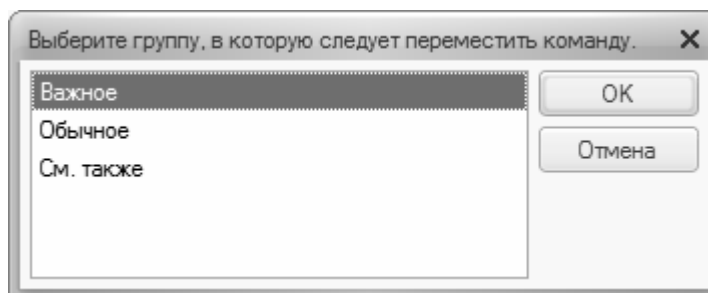 Выберите группу, в которую следует переместить команду.
Важное
Обычное
См. также
OK
Отмена